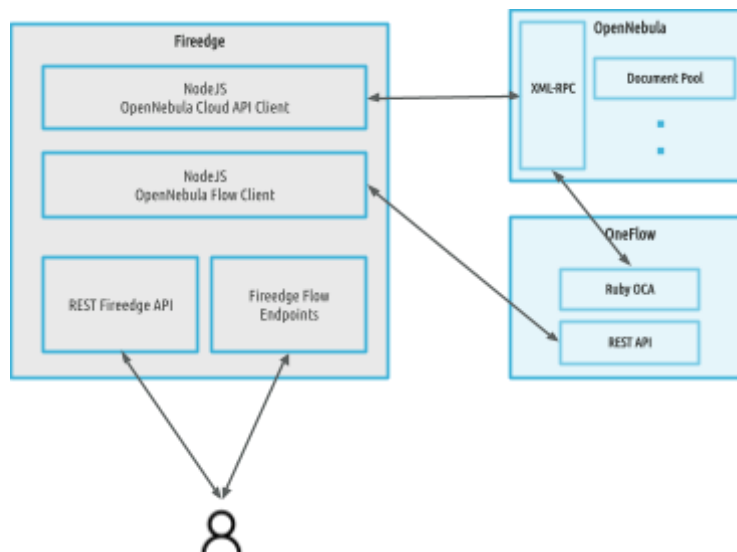 Fireedge
NodeJS
OpenNebula Cloud API Client
NodeJS
OpenNebula Flow Client
REST Fireedge API
Fireedge Flow
Endpoints
OpenNebula
XML-RPC
Document Pool
OneFlow
Ruby OCA
REST API